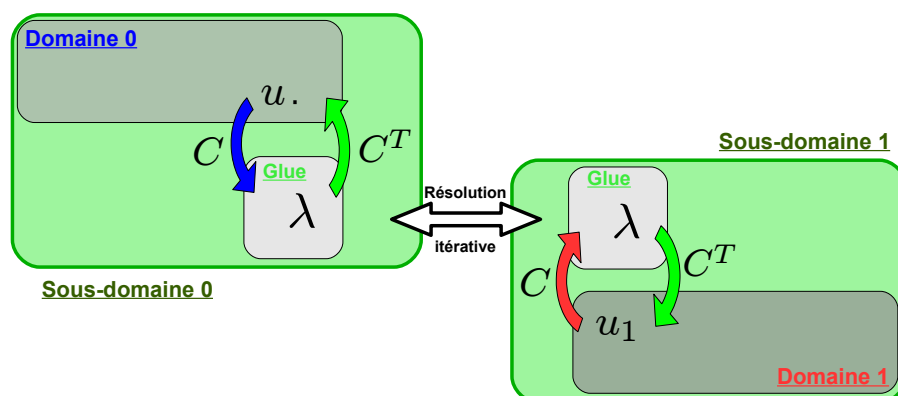 Domaine 0
u .
C
C^T
Glue
λ
Sous-domaine 0
Résolution
itérative
Sous-domaine 1
Glue
λ
C
C^T
u_1
Domaine 1